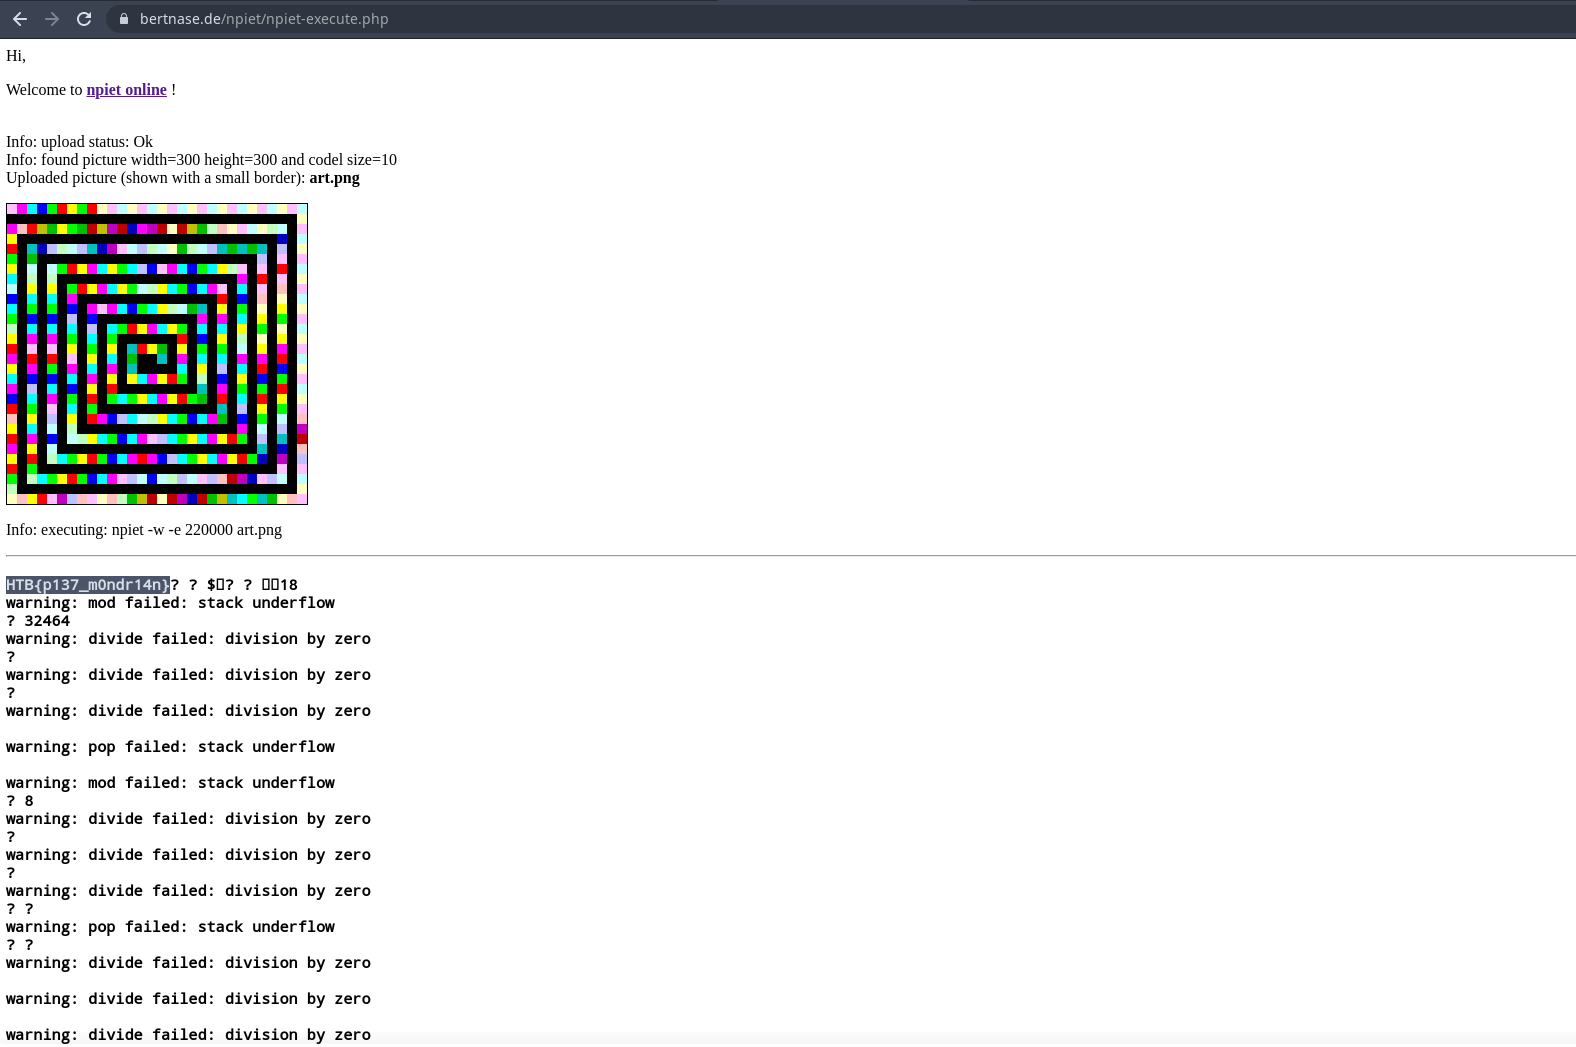 bertnase.de/npiet/npiet-execute.php
Hi,
Welcome to npiet online !
Info: upload status: Ok
Info: found picture width=300 height=300 and codel size=10
Uploaded picture (shown with a small border): art.png
Info: executing: npiet -w -e 220000 art.png
HTB{p137_m0ndr14n}? ? $▯? ? ▯▯18
warning: mod failed: stack underflow
? 32464
warning: divide failed: division by zero
?
warning: divide failed: division by zero
?
warning: divide failed: division by zero
warning: pop failed: stack underflow
warning: mod failed: stack underflow
? 8
warning: divide failed: division by zero
?
warning: divide failed: division by zero
?
warning: divide failed: division by zero
? ?
warning: pop failed: stack underflow
? ?
warning: divide failed: division by zero
warning: divide failed: division by zero
warning: divide failed: division by zero